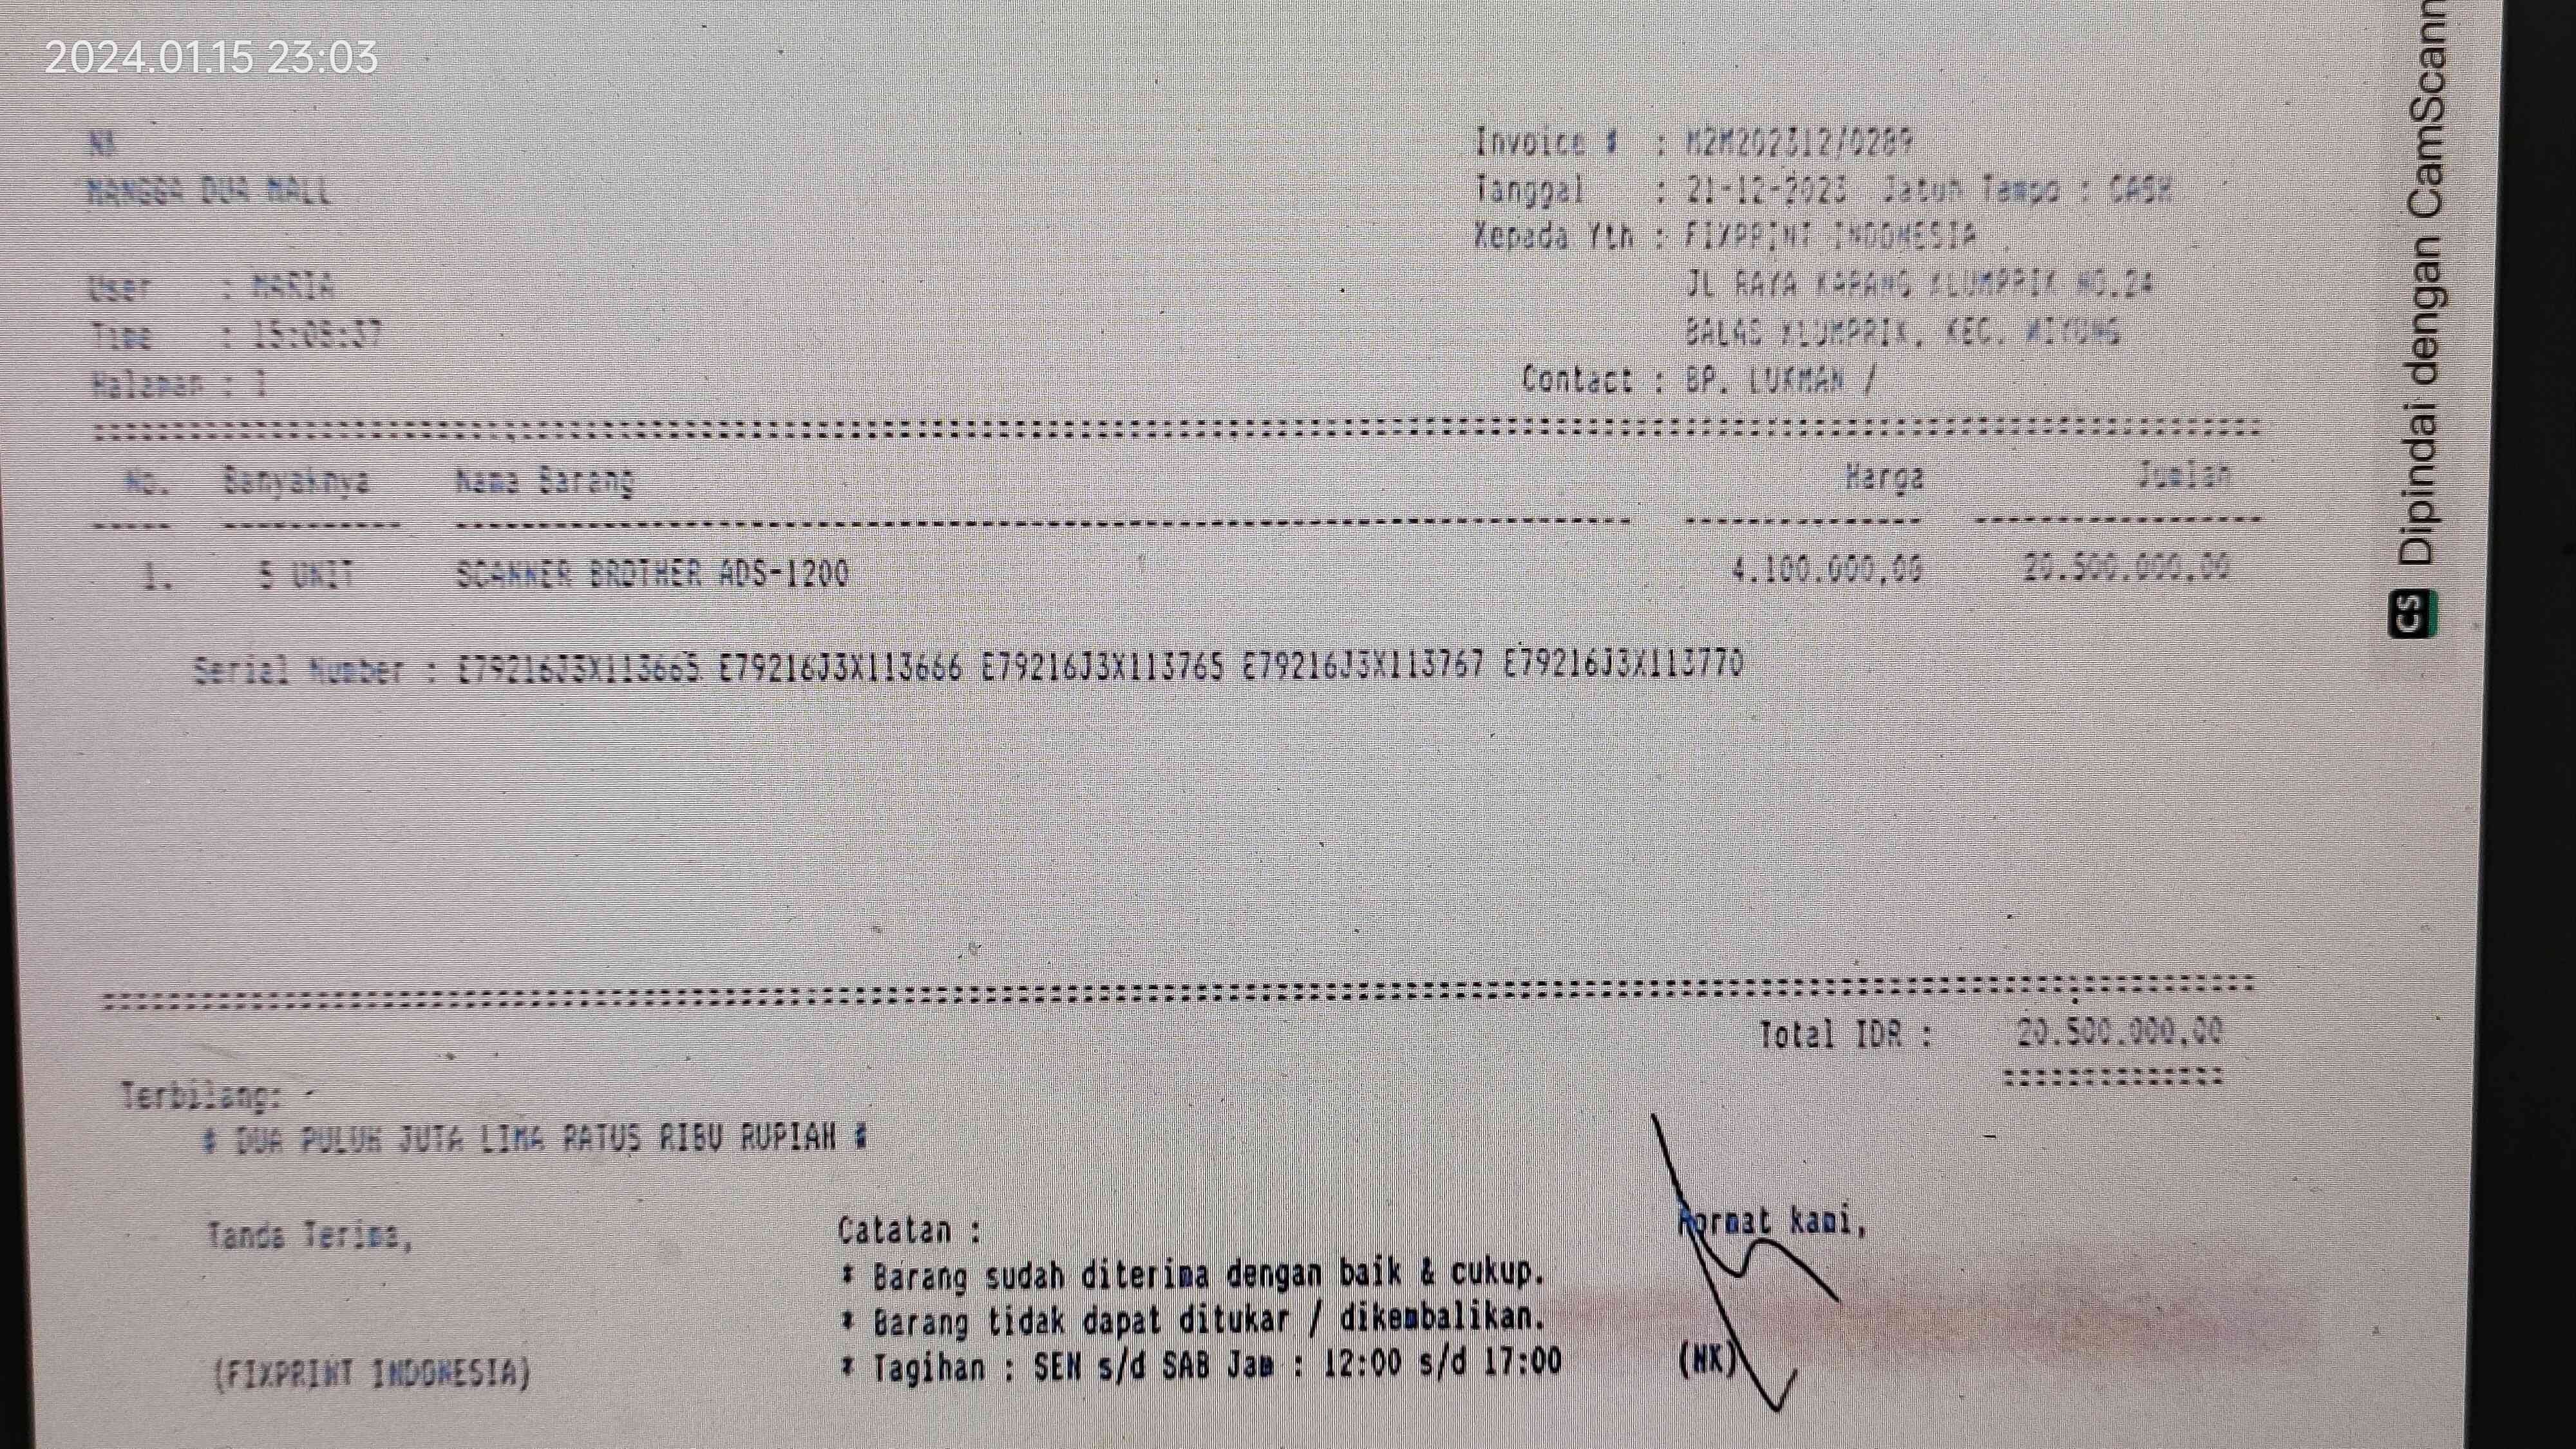 2024.01.15 23:03
NK
MANGGA DUA MALL
User : MARIA
Time : 15:08:37
Halaman : 1
Invoice # : M2M202312/0289
Tanggal : 21-12-2023 Jatuh Tempo : CASH
Kepada Yth : FIXPRINT INDONESIA
JL RAYA KAPANG KLUMPRIK NO.24
BALAS KLUMPRIK, KEC. WIYUNG
Contact : BP. LUKMAN /
No. Banyaknya Nama Barang Harga Jumlah
1. 5 UNIT SCANNER BROTHER ADS-1200 4.100.000,00 20.500.000,00
Serial Number : E79216J3X113665 E79216J3X113666 E79216J3X113765 E79216J3X113767 E79216J3X113770
Total IDR : 20.500.000,00
Terbilang:
# DUA PULUH JUTA LIMA RATUS RIBU RUPIAH #
Tanda Terima,
(FIXPRINT INDONESIA)
Catatan :
* Barang sudah diterima dengan baik & cukup.
* Barang tidak dapat ditukar / dikembalikan.
* Tagihan : SEN s/d SAB Jam : 12:00 s/d 17:00
Hormat kami,
(NK)
CS Dipindai dengan CamScann